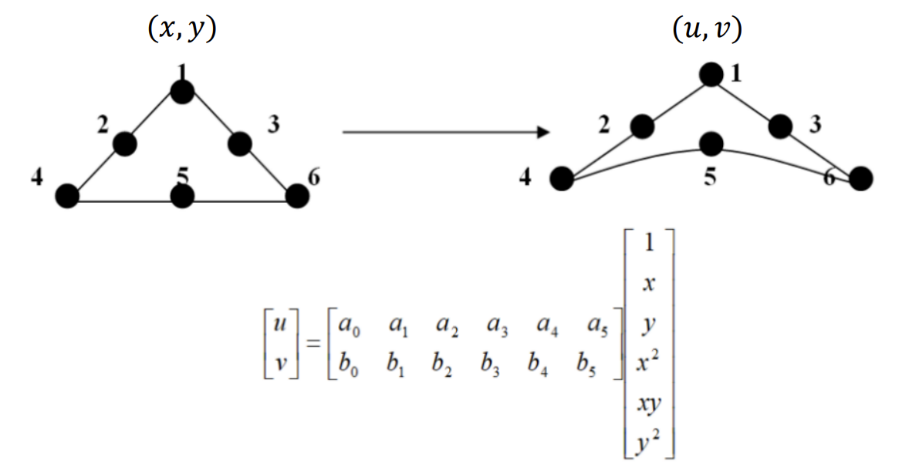 (x, y) (u, v)
1 1
2 3 2 3
4 5 6 4 5 6
[u v] = [a₀ a₁ a₂ a₃ a₄ a₅
b₀ b₁ b₂ b₃ b₄ b₅]
[1
x
y
x²
xy
y²]